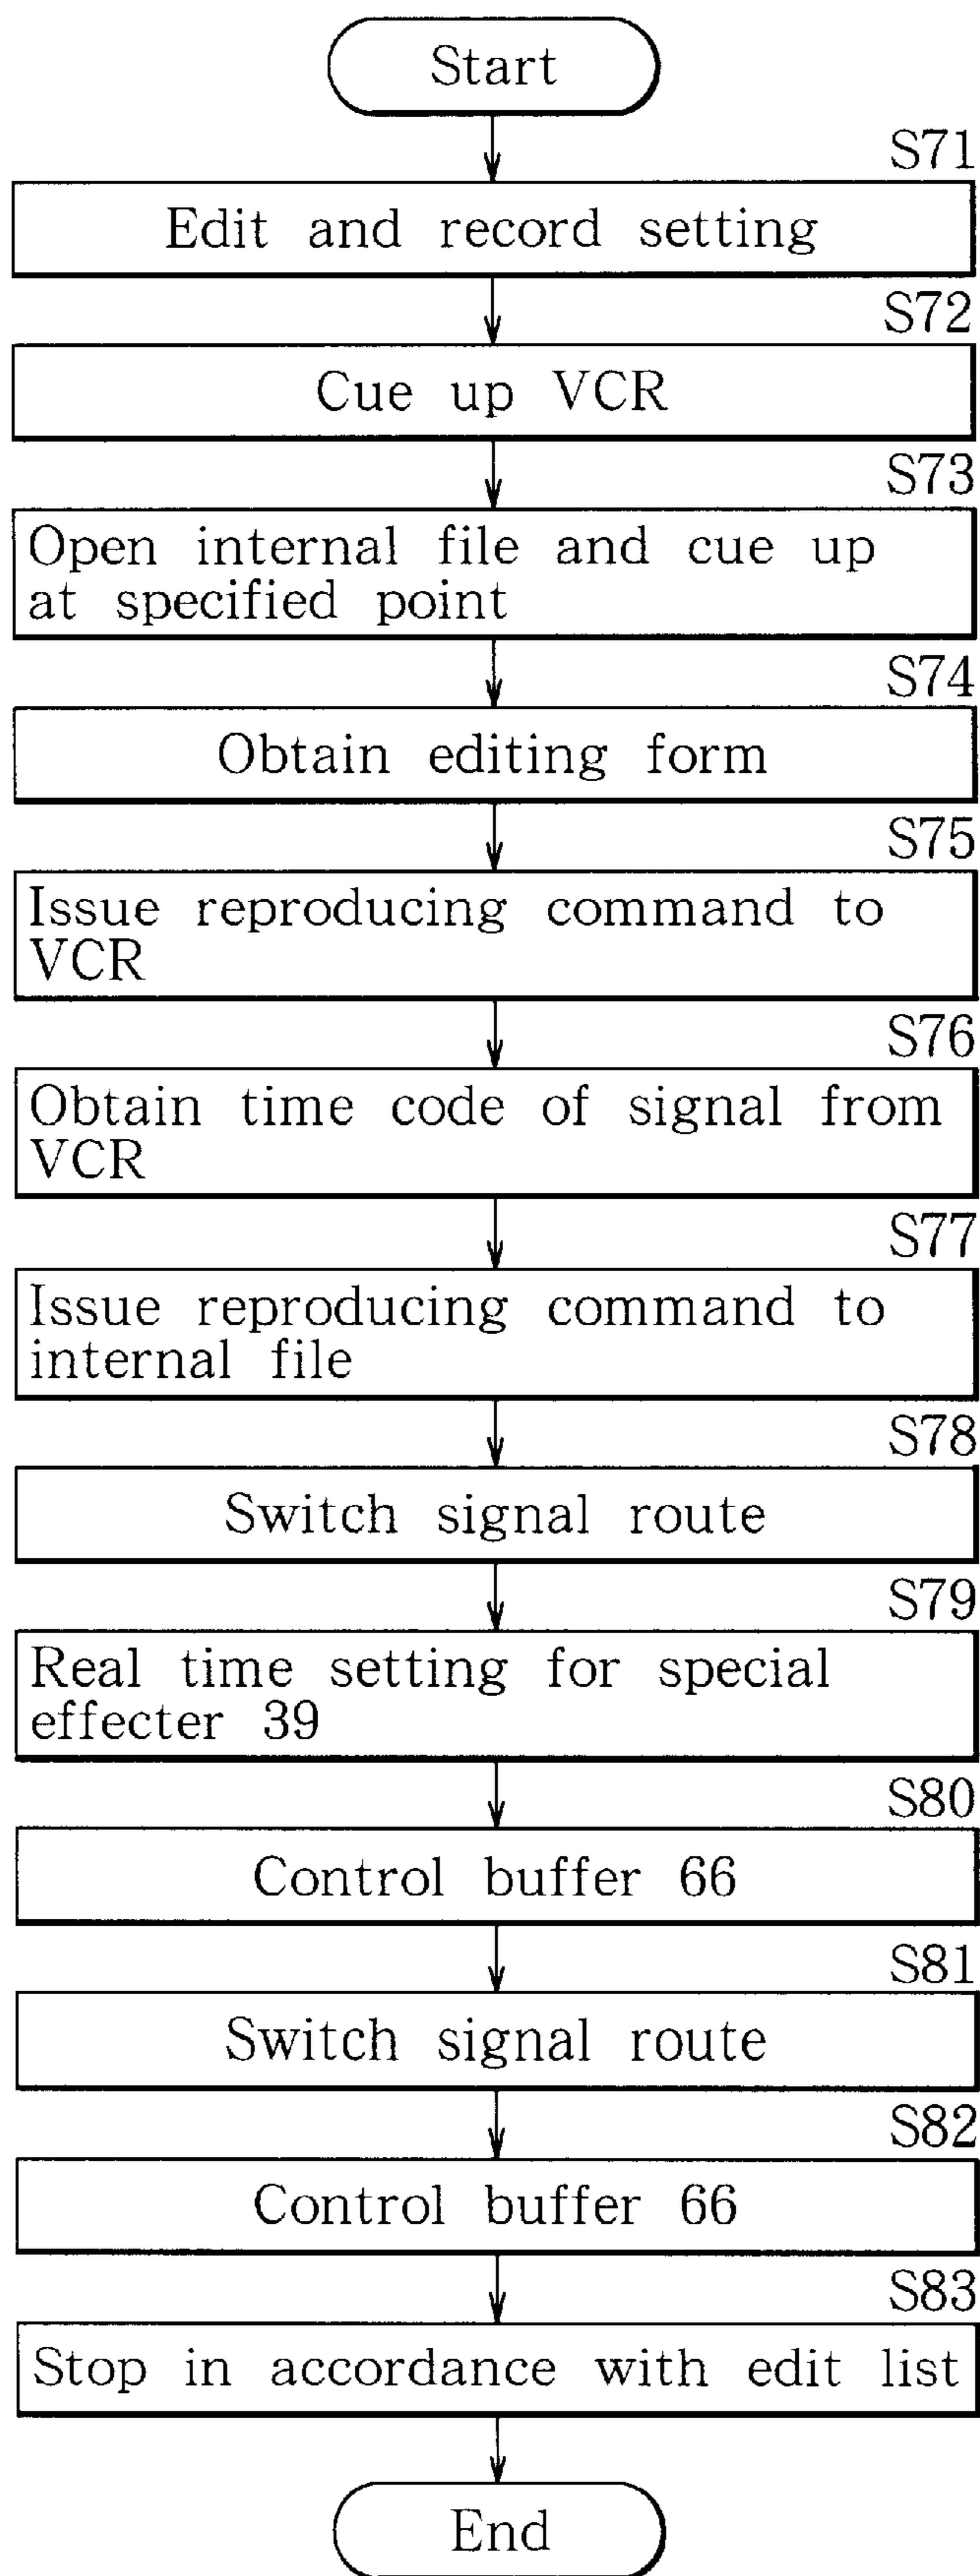 Start
S71
Edit and record setting
S72
Cue up VCR
S73
Open internal file and cue up
at specified point
S74
Obtain editing form
S75
Issue reproducing command to
VCR
S76
Obtain time code of signal from
VCR
S77
Issue reproducing command to
internal file
S78
Switch signal route
S79
Real time setting for special
effecter 39
S80
Control buffer 66
S81
Switch signal route
S82
Control buffer 66
S83
Stop in accordance with edit list
End